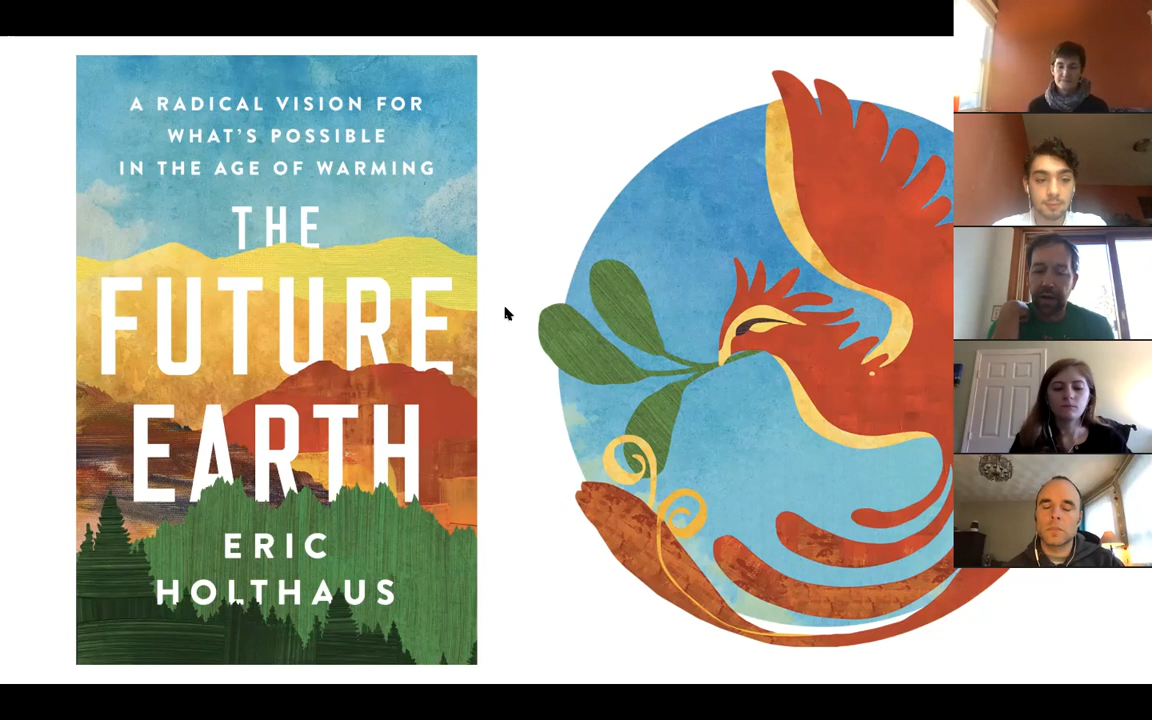 A RADICAL VISION FOR
WHAT'S POSSIBLE
IN THE AGE OF WARMING
THE
FUTURE
EARTH
ERIC
HOLTHAUS